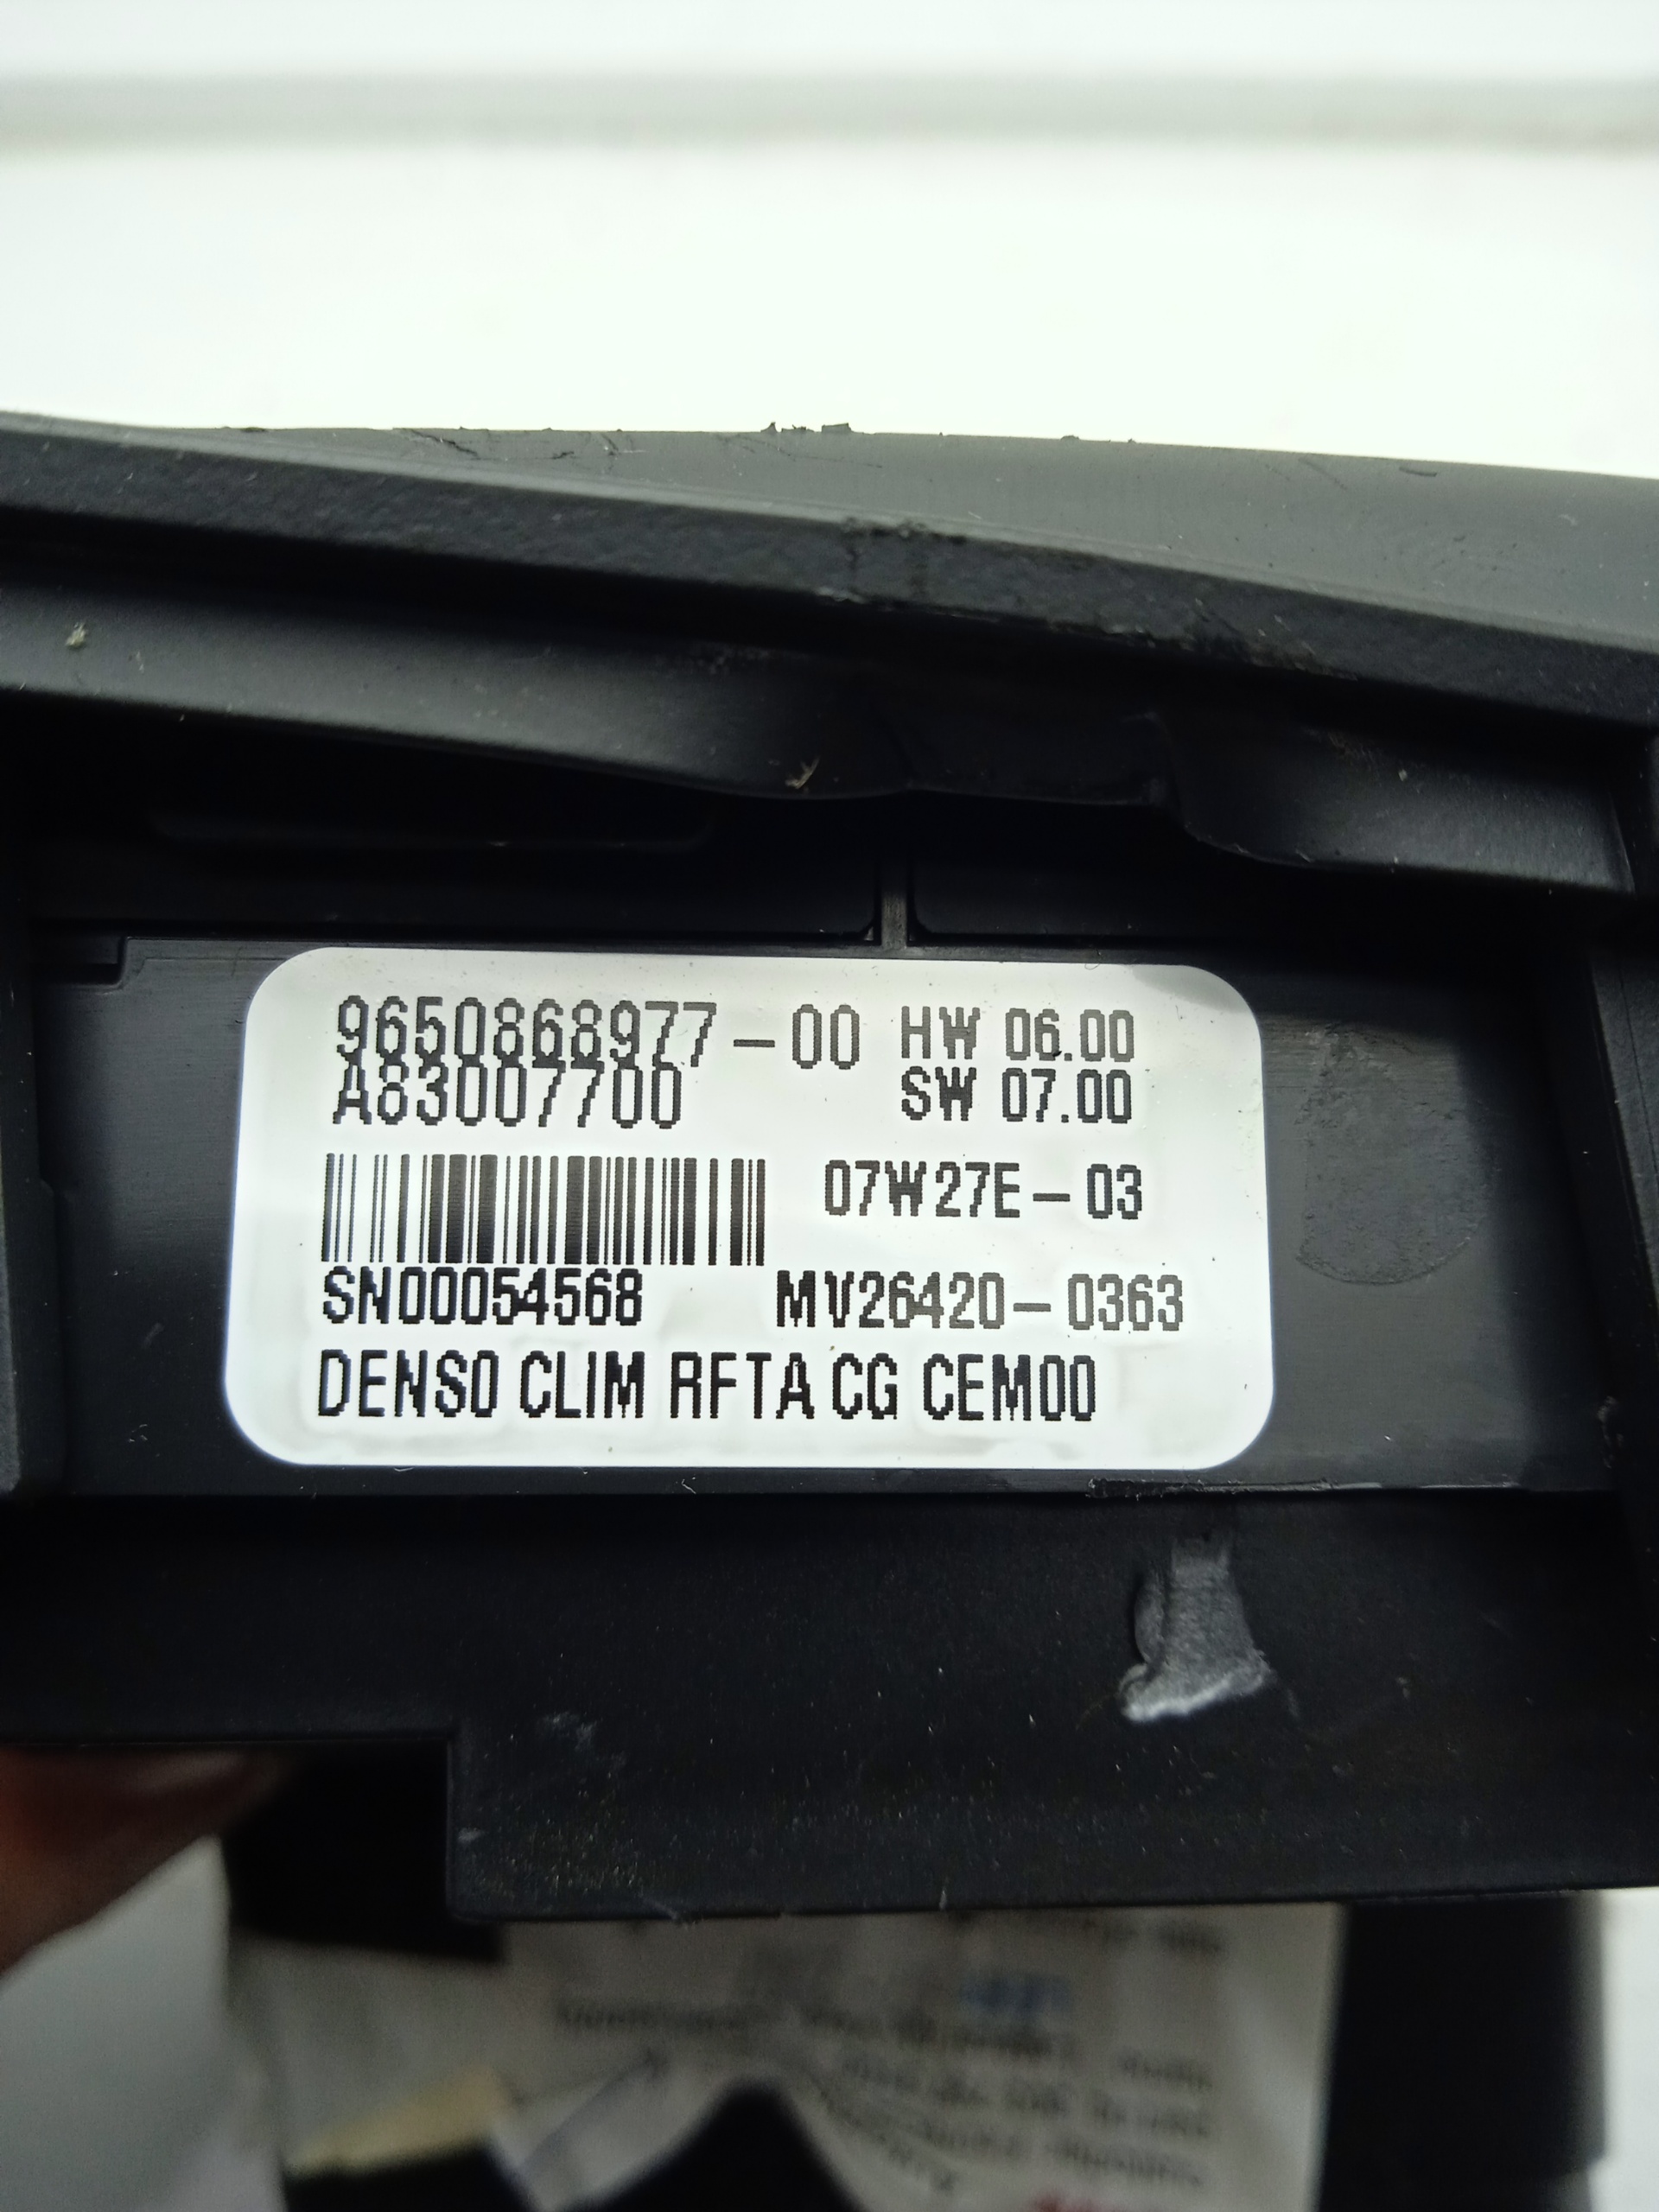 9650868977-00 HW 06.00
A83007700 SW 07.00
07W27E-03
SN00054568 MV26420-0363
DENSO CLIM RFTA CG CEM00